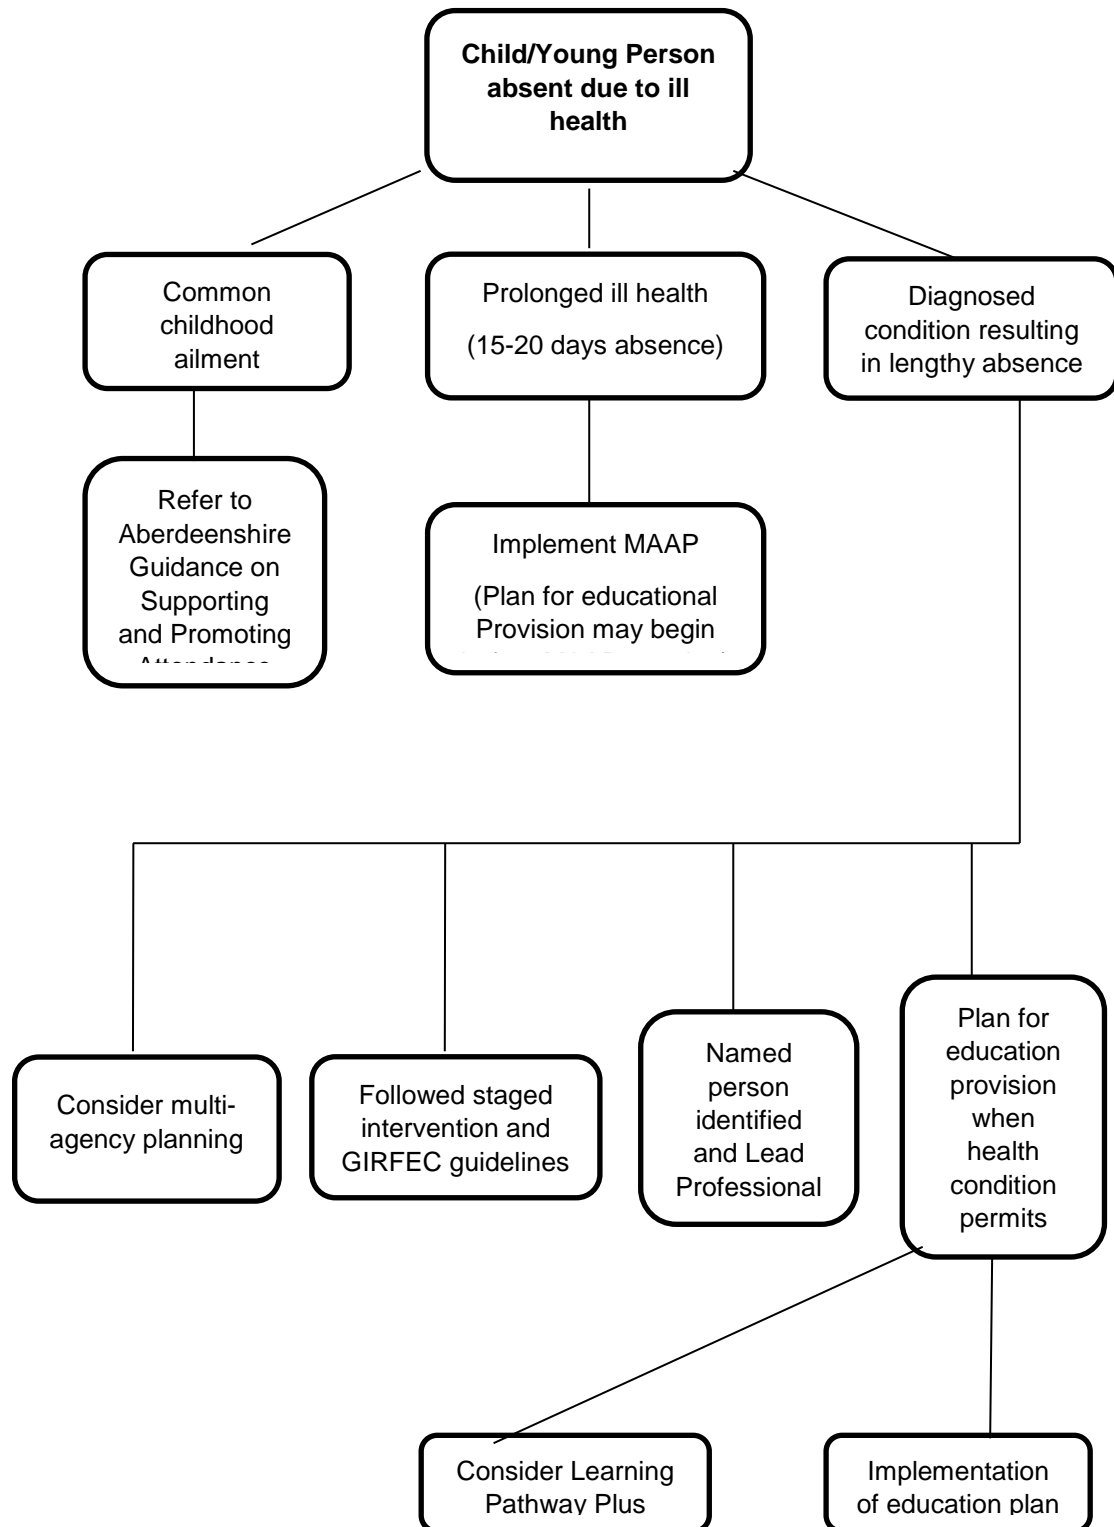 Child/Young Person
absent due to ill
health
Common
childhood
ailment
Prolonged ill health
(15-20 days absence)
Diagnosed
condition resulting
in lengthy absence
Refer to
Aberdeenshire
Guidance on
Supporting
and Promoting
Attendance
Implement MAAP
(Plan for educational
Provision may begin
Consider multi-
agency planning
Followed staged
intervention and
GIRFEC guidelines
Named
person
identified
and Lead
Professional
Plan for
education
provision
when
health
condition
permits
Consider Learning
Pathway Plus
Implementation
of education plan